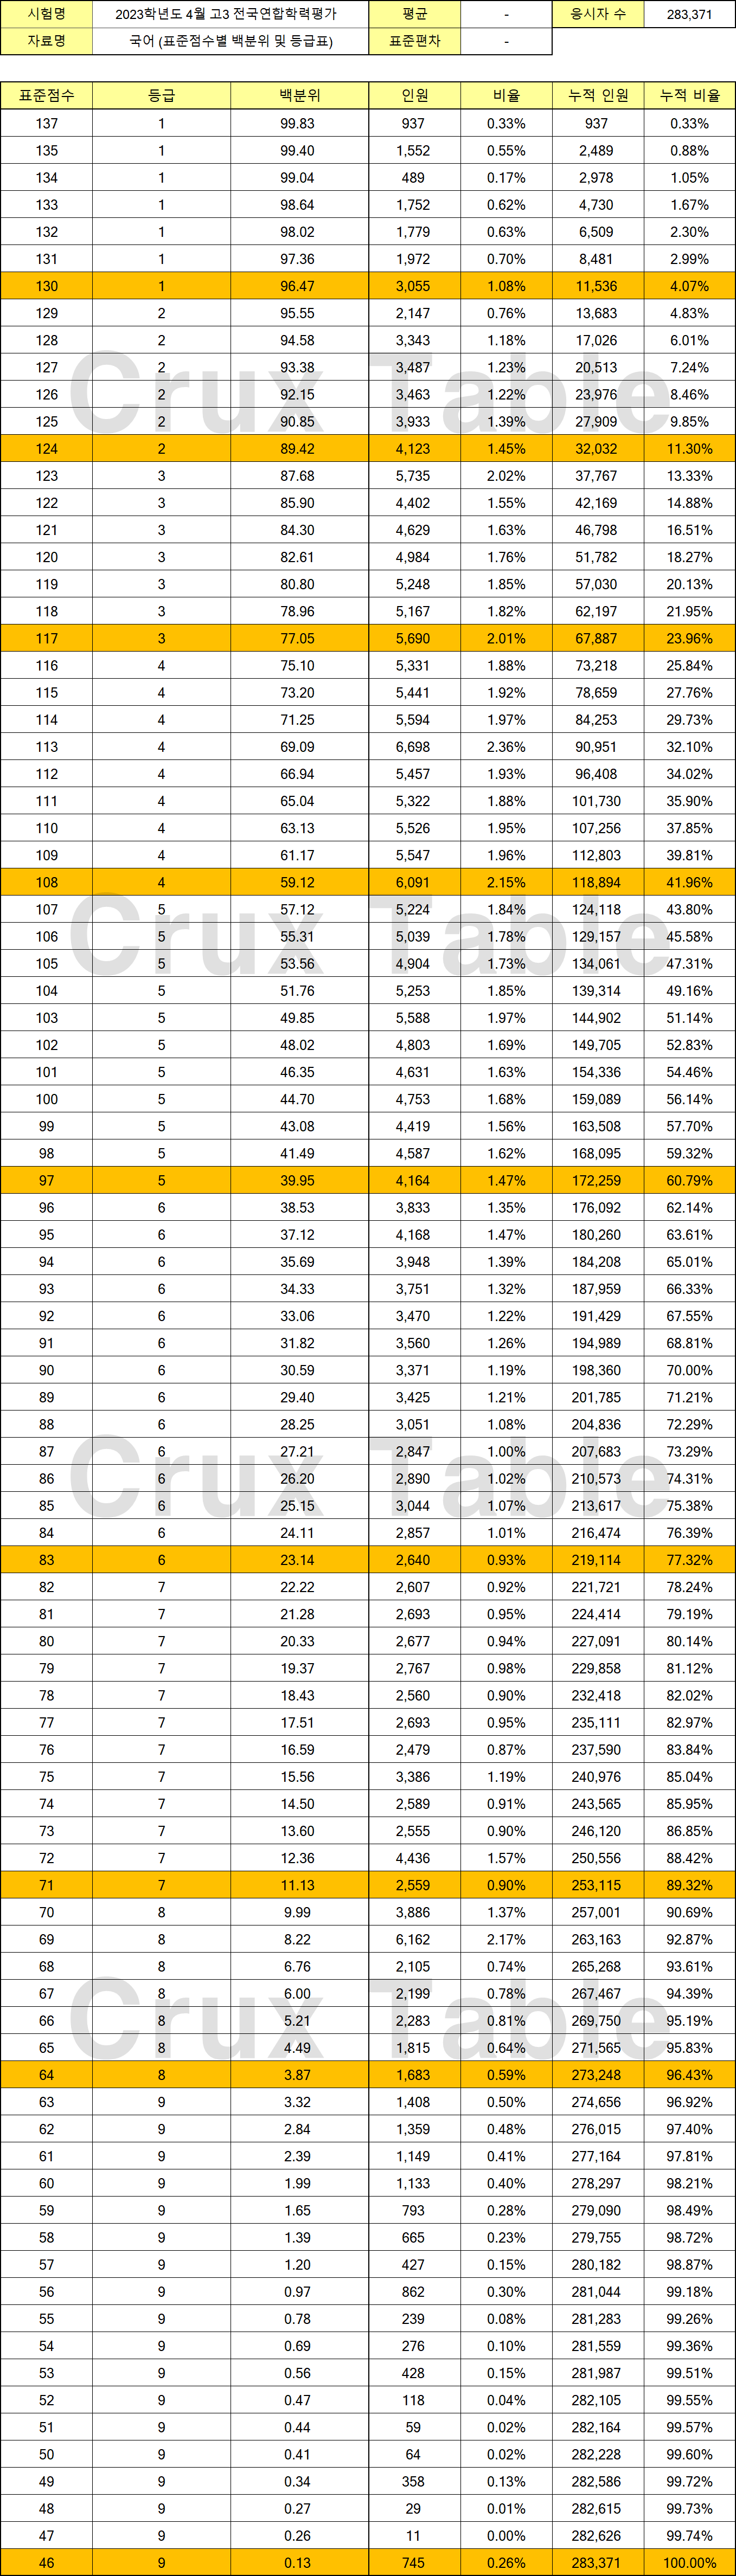 시험명 2023학년도 4월 고3 전국연합학력평가 평균 - 응시자 수 283,371
자료명 국어 (표준점수별 백분위 및 등급표) 표준편차 -
표준점수 등급 백분위 인원 비율 누적 인원 누적 비율
137 1 99.83 937 0.33% 937 0.33%
135 1 99.40 1,552 0.55% 2,489 0.88%
134 1 99.04 489 0.17% 2,978 1.05%
133 1 98.64 1,752 0.62% 4,730 1.67%
132 1 98.02 1,779 0.63% 6,509 2.30%
131 1 97.36 1,972 0.70% 8,481 2.99%
130 1 96.47 3,055 1.08% 11,536 4.07%
129 2 95.55 2,147 0.76% 13,683 4.83%
128 2 94.58 3,343 1.18% 17,026 6.01%
127 2 93.38 3,487 1.23% 20,513 7.24%
126 2 92.15 3,463 1.22% 23,976 8.46%
125 2 90.85 3,933 1.39% 27,909 9.85%
Crux Table
124 2 89.42 4,123 1.45% 32,032 11.30%
123 3 87.68 5,735 2.02% 37,767 13.33%
122 3 85.90 4,402 1.55% 42,169 14.88%
121 3 84.30 4,629 1.63% 46,798 16.51%
120 3 82.61 4,984 1.76% 51,782 18.27%
119 3 80.80 5,248 1.85% 57,030 20.13%
118 3 78.96 5,167 1.82% 62,197 21.95%
117 3 77.05 5,690 2.01% 67,887 23.96%
116 4 75.10 5,331 1.88% 73,218 25.84%
115 4 73.20 5,441 1.92% 78,659 27.76%
114 4 71.25 5,594 1.97% 84,253 29.73%
113 4 69.09 6,698 2.36% 90,951 32.10%
112 4 66.94 5,457 1.93% 96,408 34.02%
111 4 65.04 5,322 1.88% 101,730 35.90%
110 4 63.13 5,526 1.95% 107,256 37.85%
109 4 61.17 5,547 1.96% 112,803 39.81%
108 4 59.12 6,091 2.15% 118,894 41.96%
107 5 57.12 5,224 1.84% 124,118 43.80%
106 5 55.31 5,039 1.78% 129,157 45.58%
Crux Table
105 5 53.56 4,904 1.73% 134,061 47.31%
104 5 51.76 5,253 1.85% 139,314 49.16%
103 5 49.85 5,588 1.97% 144,902 51.14%
102 5 48.02 4,803 1.69% 149,705 52.83%
101 5 46.35 4,631 1.63% 154,336 54.46%
100 5 44.70 4,753 1.68% 159,089 56.14%
99 5 43.08 4,419 1.56% 163,508 57.70%
98 5 41.49 4,587 1.62% 168,095 59.32%
97 5 39.95 4,164 1.47% 172,259 60.79%
96 6 38.53 3,833 1.35% 176,092 62.14%
95 6 37.12 4,168 1.47% 180,260 63.61%
94 6 35.69 3,948 1.39% 184,208 65.01%
93 6 34.33 3,751 1.32% 187,959 66.33%
92 6 33.06 3,470 1.22% 191,429 67.55%
91 6 31.82 3,560 1.26% 194,989 68.81%
90 6 30.59 3,371 1.19% 198,360 70.00%
89 6 29.40 3,425 1.21% 201,785 71.21%
88 6 28.25 3,051 1.08% 204,836 72.29%
87 6 27.21 2,847 1.00% 207,683 73.29%
86 6 26.20 2,890 1.02% 210,573 74.31%
Crux Table
85 6 25.15 3,044 1.07% 213,617 75.38%
84 6 24.11 2,857 1.01% 216,474 76.39%
83 6 23.14 2,640 0.93% 219,114 77.32%
82 7 22.22 2,607 0.92% 221,721 78.24%
81 7 21.28 2,693 0.95% 224,414 79.19%
80 7 20.33 2,677 0.94% 227,091 80.14%
79 7 19.37 2,767 0.98% 229,858 81.12%
78 7 18.43 2,560 0.90% 232,418 82.02%
77 7 17.51 2,693 0.95% 235,111 82.97%
76 7 16.59 2,479 0.87% 237,590 83.84%
75 7 15.56 3,386 1.19% 240,976 85.04%
74 7 14.50 2,589 0.91% 243,565 85.95%
73 7 13.60 2,555 0.90% 246,120 86.85%
72 7 12.36 4,436 1.57% 250,556 88.42%
71 7 11.13 2,559 0.90% 253,115 89.32%
70 8 9.99 3,886 1.37% 257,001 90.69%
69 8 8.22 6,162 2.17% 263,163 92.87%
68 8 6.76 2,105 0.74% 265,268 93.61%
67 8 6.00 2,199 0.78% 267,467 94.39%
66 8 5.21 2,283 0.81% 269,750 95.19%
Crux Table
65 8 4.49 1,815 0.64% 271,565 95.83%
64 8 3.87 1,683 0.59% 273,248 96.43%
63 9 3.32 1,408 0.50% 274,656 96.92%
62 9 2.84 1,359 0.48% 276,015 97.40%
61 9 2.39 1,149 0.41% 277,164 97.81%
60 9 1.99 1,133 0.40% 278,297 98.21%
59 9 1.65 793 0.28% 279,090 98.49%
58 9 1.39 665 0.23% 279,755 98.72%
57 9 1.20 427 0.15% 280,182 98.87%
56 9 0.97 862 0.30% 281,044 99.18%
55 9 0.78 239 0.08% 281,283 99.26%
54 9 0.69 276 0.10% 281,559 99.36%
53 9 0.56 428 0.15% 281,987 99.51%
52 9 0.47 118 0.04% 282,105 99.55%
51 9 0.44 59 0.02% 282,164 99.57%
50 9 0.41 64 0.02% 282,228 99.60%
49 9 0.34 358 0.13% 282,586 99.72%
48 9 0.27 29 0.01% 282,615 99.73%
47 9 0.26 11 0.00% 282,626 99.74%
46 9 0.13 745 0.26% 283,371 100.00%